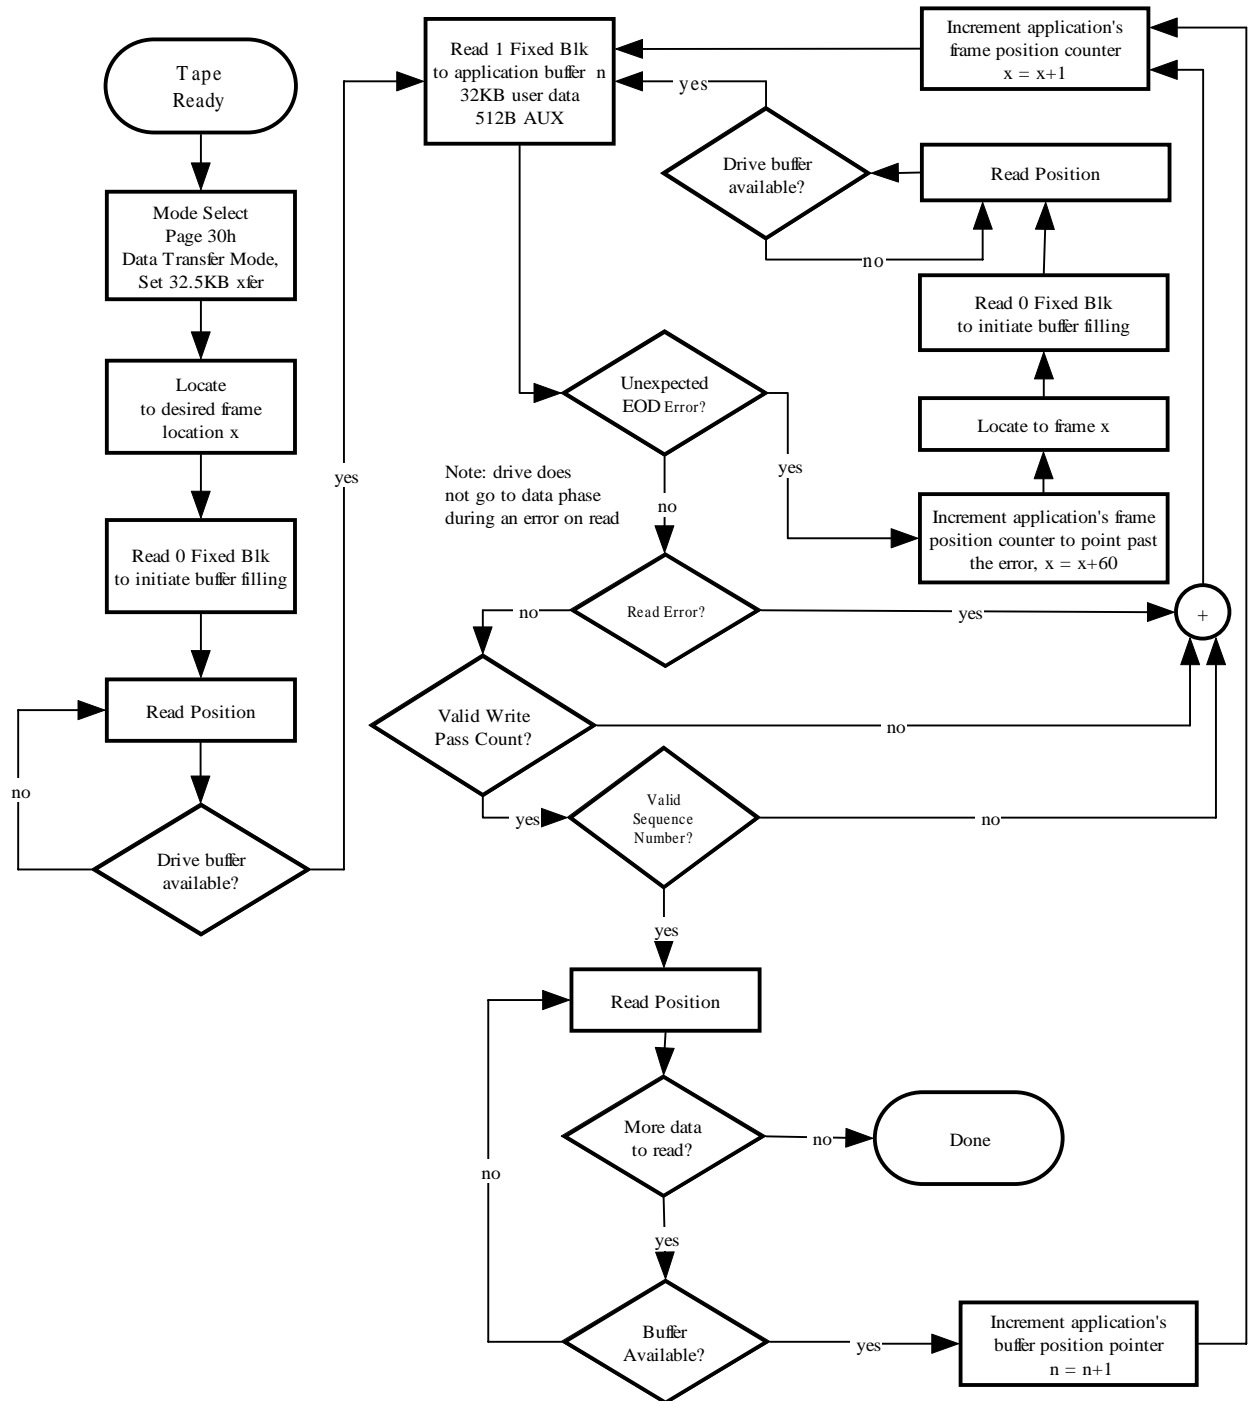 Tape
Ready
Mode Select
Page 30h
Data Transfer Mode,
Set 32.5KB xfer
Locate
to desired frame
location x
Read 0 Fixed Blk
to initiate buffer filling
Read Position
no
Drive buffer
available?
yes
Read 1 Fixed Blk
to application buffer n
32KB user data
512B AUX
Increment application's
frame position counter
x = x+1
yes
Drive buffer
available?
Read Position
no
Read 0 Fixed Blk
to initiate buffer filling
Unexpected
EOD Error?
Locate to frame x
yes
Note: drive does
not go to data phase
during an error on read
no
Increment application's frame
position counter to point past
the error, x = x+60
no
Read Error?
yes
+
Valid Write
Pass Count?
no
yes
Valid
Sequence
Number?
no
yes
Read Position
More data
to read?
no
Done
no
yes
Buffer
Available?
yes
Increment application's
buffer position pointer
n = n+1